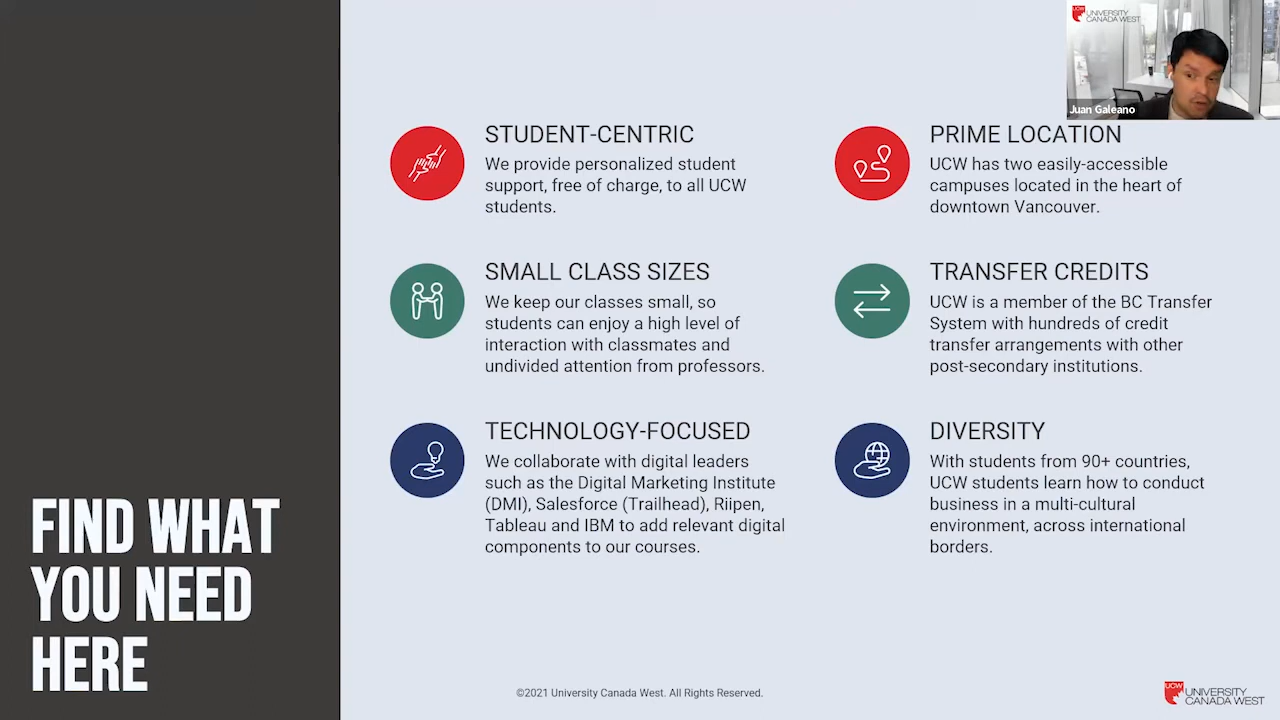 UCW UNIVERSITY
CANADA WEST
Juan Galeano
STUDENT-CENTRIC
We provide personalized student
support, free of charge, to all UCW
students.
PRIME LOCATION
UCW has two easily-accessible
campuses located in the heart of
downtown Vancouver.
SMALL CLASS SIZES
We keep our classes small, so
students can enjoy a high level of
interaction with classmates and
undivided attention from professors.
TRANSFER CREDITS
UCW is a member of the BC Transfer
System with hundreds of credit
transfer arrangements with other
post-secondary institutions.
TECHNOLOGY-FOCUSED
We collaborate with digital leaders
such as the Digital Marketing Institute
(DMI), Salesforce (Trailhead), Riipen,
Tableau and IBM to add relevant digital
components to our courses.
DIVERSITY
With students from 90+ countries,
UCW students learn how to conduct
business in a multi-cultural
environment, across international
borders.
FIND WHAT
YOU NEED
HERE
©2021 University Canada West. All Rights Reserved.
UCW UNIVERSITY
CANADA WEST